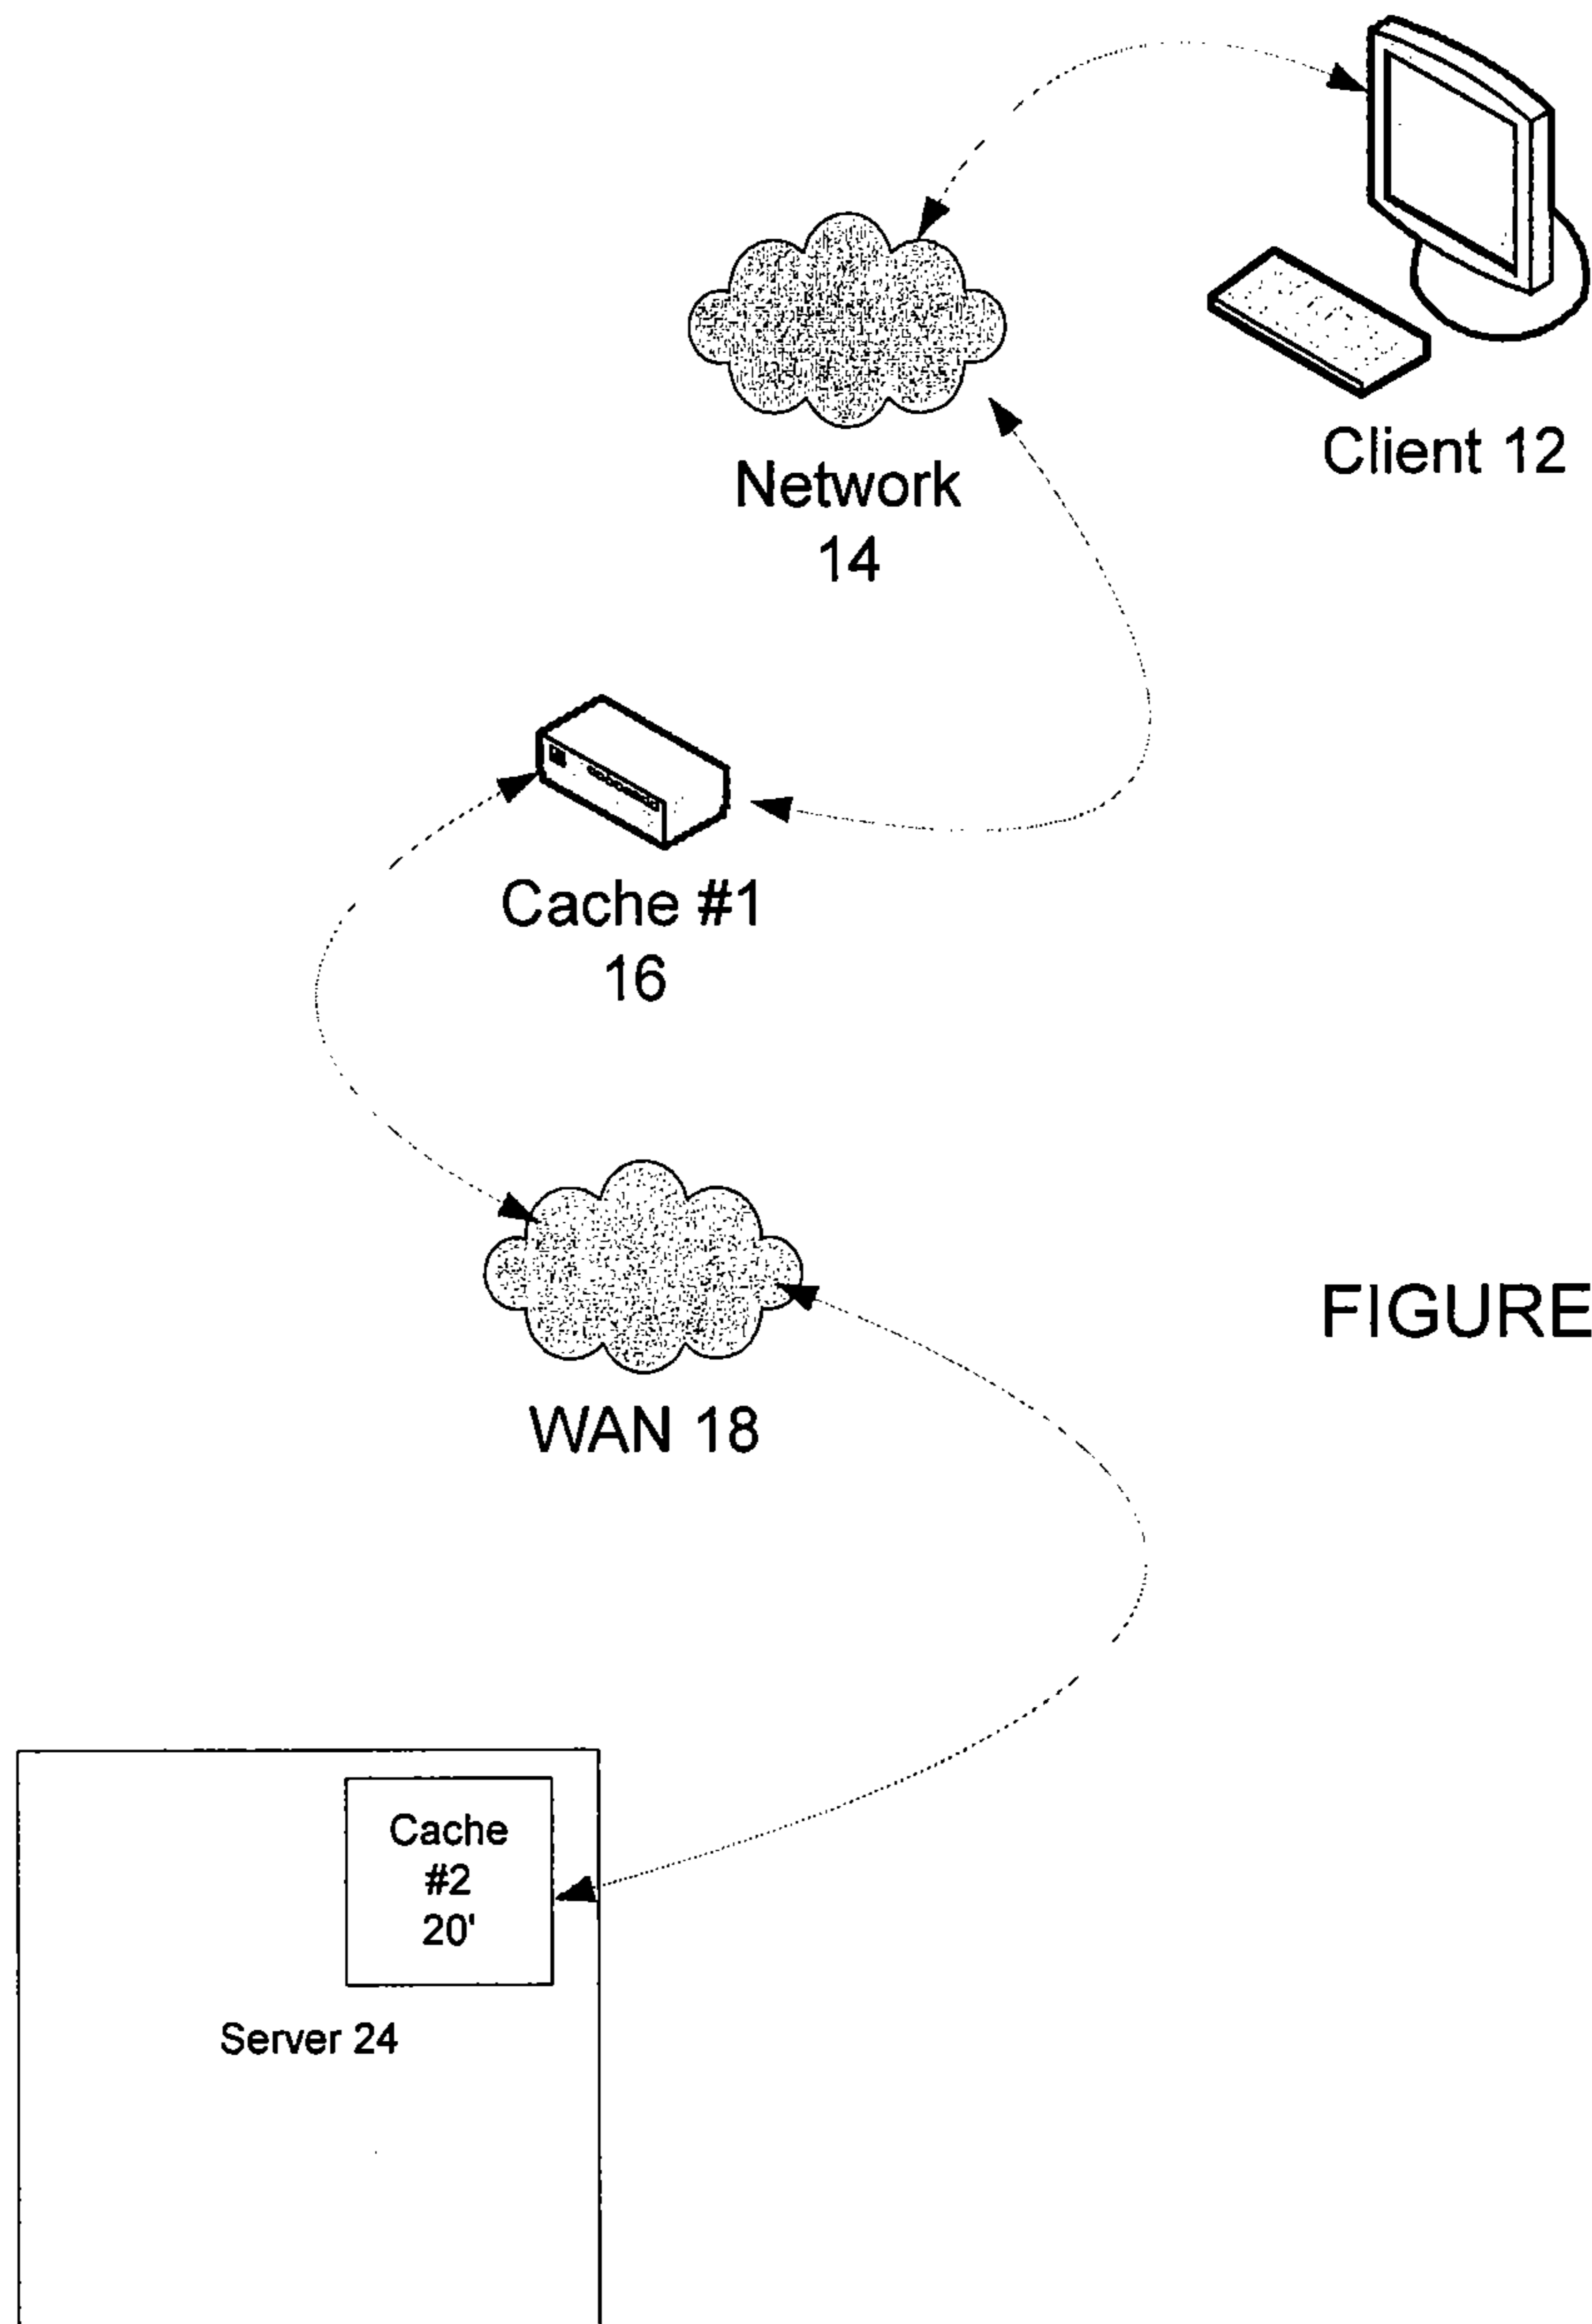 Client 12
Network
14
Cache #1
16
FIGURE
WAN 18
Cache
#2
20'
Server 24